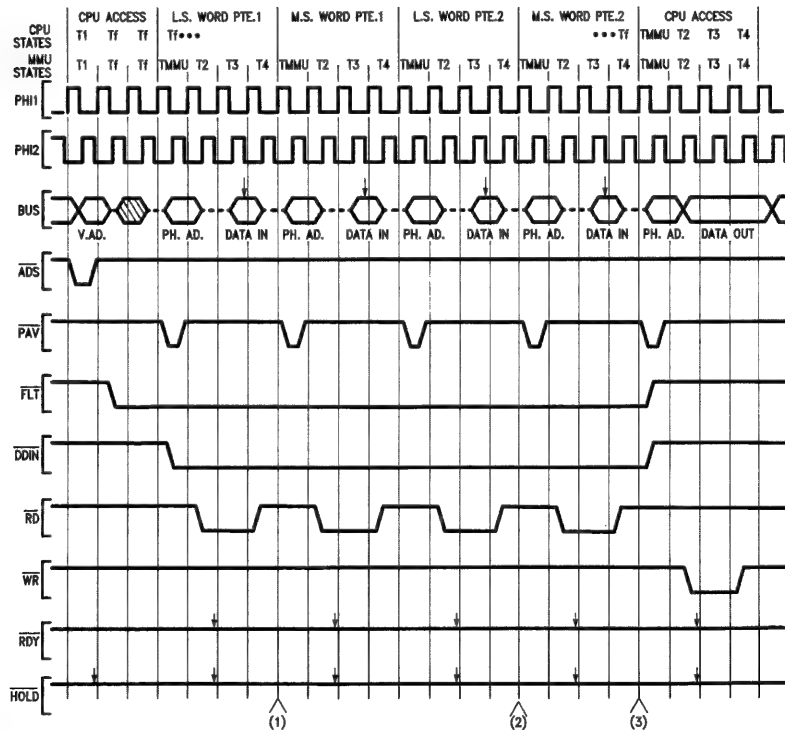 CPU ACCESS L.S. WORD PTE.1 M.S. WORD PTE.1 L.S. WORD PTE.2 M.S. WORD PTE.2 CPU ACCESS
CPU STATES T1 Tf Tf Tf••• •••Tf TMMU T2 T3 T4
MMU STATES T1 Tf Tf TMMU T2 T3 T4 TMMU T2 T3 T4 TMMU T2 T3 T4 TMMU T2 T3 T4 TMMU T2 T3 T4
PHI1
PHI2
BUS
V.AD. PH. AD. DATA IN PH. AD. DATA IN PH. AD. DATA IN PH. AD. DATA IN PH. AD. DATA OUT
ADS
PAV
FLT
DDIN
RD
WR
RDY
HOLD
(1) (2) (3)